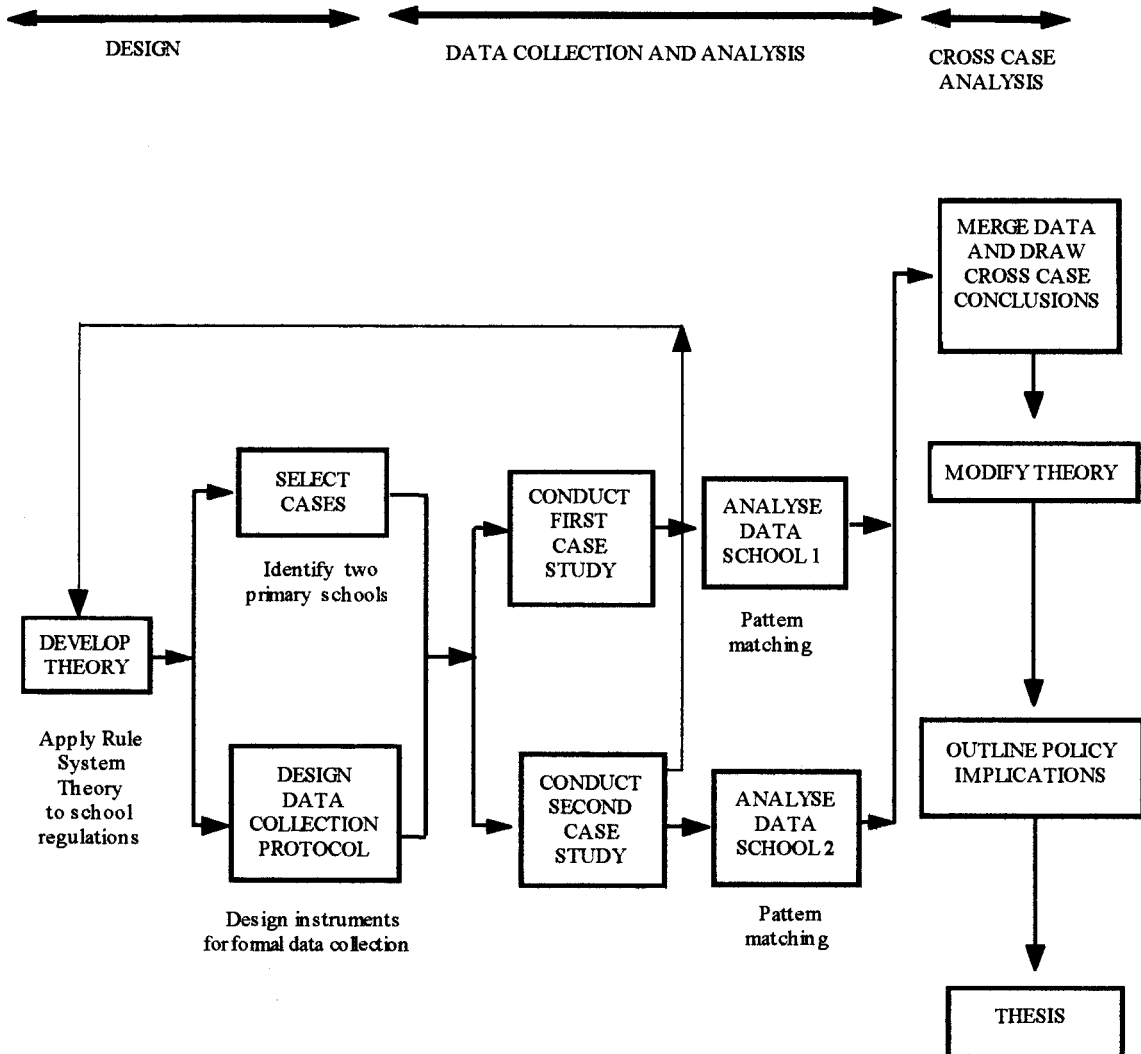 DESIGN
DATA COLLECTION AND ANALYSIS
CROSS CASE
ANALYSIS
MERGE DATA
AND DRAW
CROSS CASE
CONCLUSIONS
MODIFY THEORY
OUTLINE POLICY
IMPLICATIONS
THESIS
SELECT
CASES
Identify two
primary schools
DEVELOP
THEORY
Apply Rule
System
Theory
to school
regulations
DESIGN
DATA
COLLECTION
PROTOCOL
Design instruments
for formal data collection
CONDUCT
FIRST
CASE
STUDY
ANALYSE
DATA
SCHOOL 1
Pattern
matching
CONDUCT
SECOND
CASE
STUDY
ANALYSE
DATA
SCHOOL 2
Pattern
matching